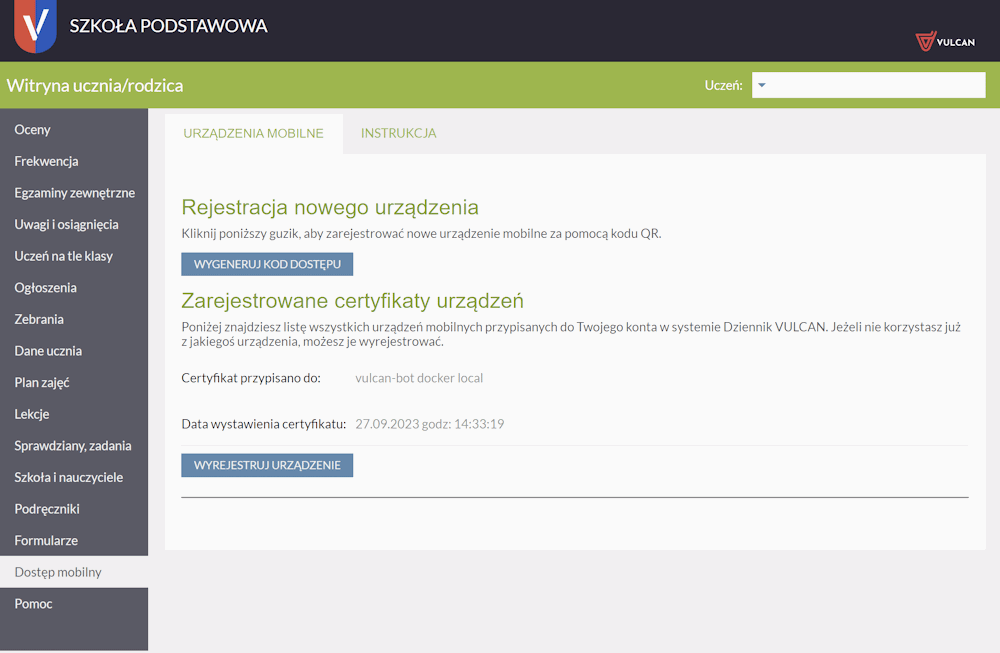 SZKOŁA PODSTAWOWA
VULCAN
Witryna ucznia/rodzica
Uczeń:
Oceny
Frekwencja
Egzaminy zewnętrzne
Uwagi i osiągnięcia
Uczeń na tle klasy
Ogłoszenia
Zebrania
Dane ucznia
Plan zajęć
Lekcje
Sprawdziany, zadania
Szkoła i nauczyciele
Podręczniki
Formularze
Dostęp mobilny
Pomoc
URZĄDZENIA MOBILNE
INSTRUKCJA
Rejestracja nowego urządzenia
Kliknij poniższy guzik, aby zarejestrować nowe urządzenie mobilne za pomocą kodu QR.
WYGENERUJ KOD DOSTĘPU
Zarejestrowane certyfikaty urządzeń
Poniżej znajdziesz listę wszystkich urządzeń mobilnych przypisanych do Twojego konta w systemie Dziennik VULCAN. Jeżeli nie korzystasz już
z jakiegoś urządzenia, możesz je wyrejestrować.
Certyfikat przypisano do: vulcan-bot docker local
Data wystawienia certyfikatu: 27.09.2023 godz: 14:33:19
WYREJESTRUJ URZĄDZENIE